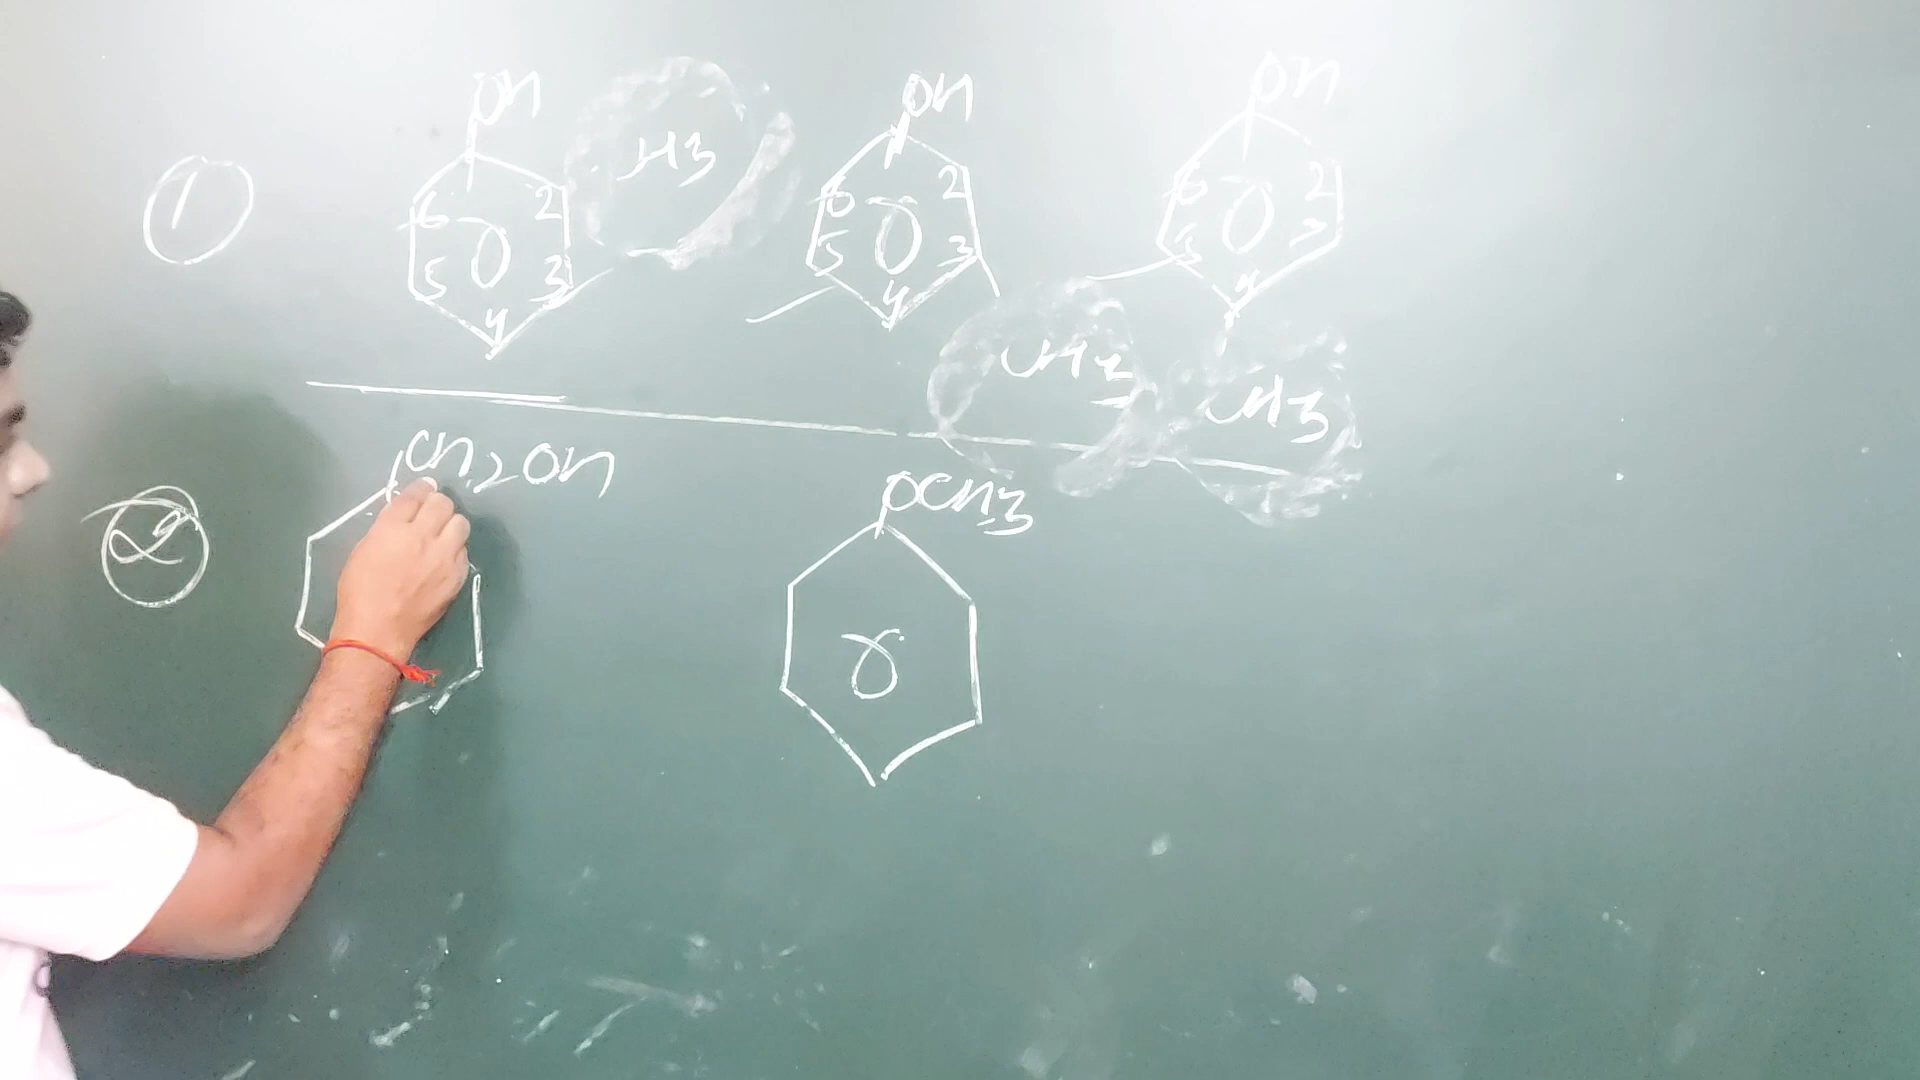 1
OH OH OH
CH3
6 2 6 2 6 2
5 3 5 3 5 3
4 4 4
CH3 CH3
2
CH2OH OCH3